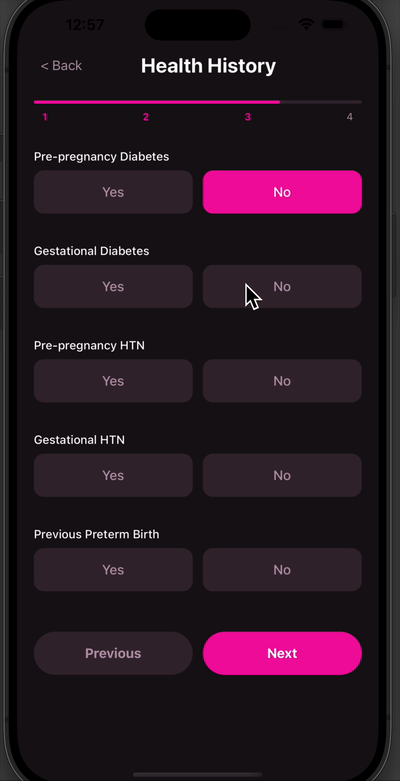 12:57
< Back
Health History
1 2 3 4
Pre-pregnancy Diabetes
Yes No
Gestational Diabetes
Yes No
Pre-pregnancy HTN
Yes No
Gestational HTN
Yes No
Previous Preterm Birth
Yes No
Previous Next